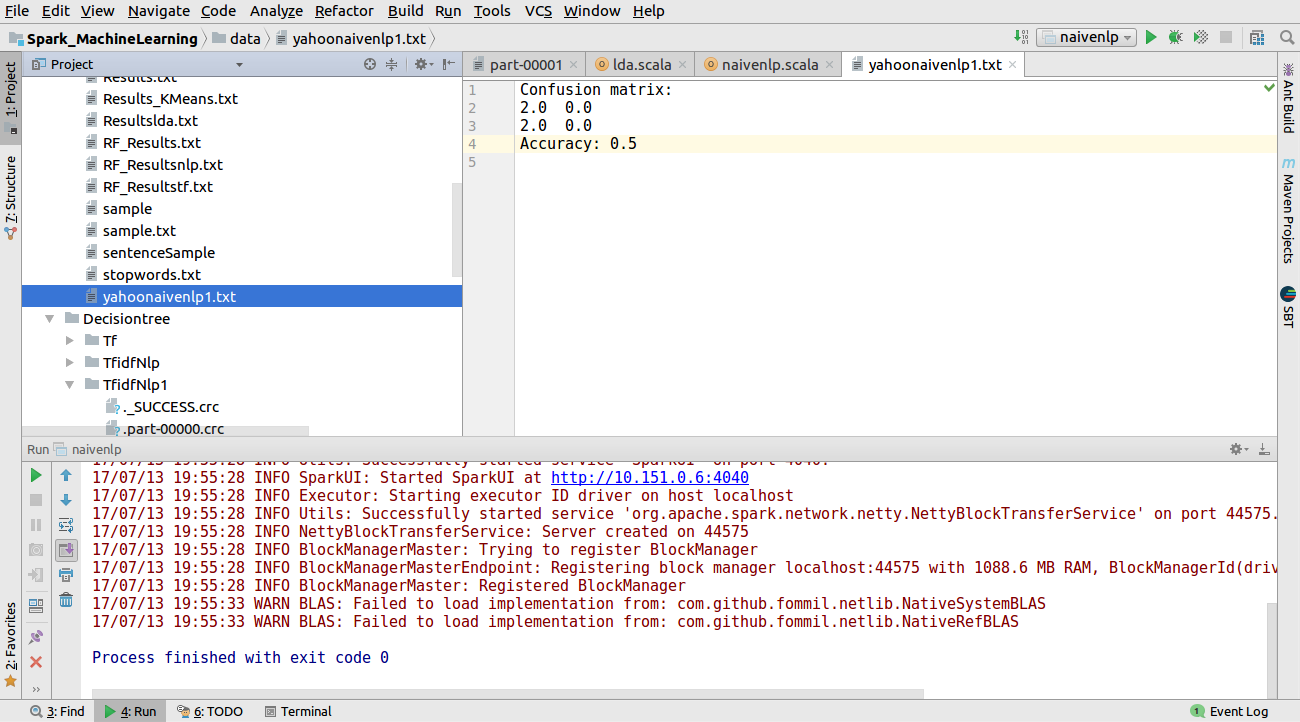 File Edit View Navigate Code Analyze Refactor Build Run Tools VCS Window Help
Spark_MachineLearning data yahoonaivenlp1.txt naivenlp
1: Project
7: Structure
2: Favorites
Project
Results.txt
Results_KMeans.txt
Resultslda.txt
RF_Results.txt
RF_Resultsnlp.txt
RF_Resultstf.txt
sample
sample.txt
sentenceSample
stopwords.txt
yahoonaivenlp1.txt
Decisiontree
Tf
TfidfNlp
TfidfNlp1
._SUCCESS.crc
.part-00000.crc
part-00001 lda.scala naivenlp.scala yahoonaivenlp1.txt
1 Confusion matrix:
2 2.0 0.0
3 2.0 0.0
4 Accuracy: 0.5
5
Ant Build
Maven Projects
SBT
Run naivenlp
17/07/13 19:55:28 INFO Utils: Successfully started service 'SparkUI' on port 4040.
17/07/13 19:55:28 INFO SparkUI: Started SparkUI at http://10.151.0.6:4040
17/07/13 19:55:28 INFO Executor: Starting executor ID driver on host localhost
17/07/13 19:55:28 INFO Utils: Successfully started service 'org.apache.spark.network.netty.NettyBlockTransferService' on port 44575.
17/07/13 19:55:28 INFO NettyBlockTransferService: Server created on 44575
17/07/13 19:55:28 INFO BlockManagerMaster: Trying to register BlockManager
17/07/13 19:55:28 INFO BlockManagerMasterEndpoint: Registering block manager localhost:44575 with 1088.6 MB RAM, BlockManagerId(driv
17/07/13 19:55:28 INFO BlockManagerMaster: Registered BlockManager
17/07/13 19:55:33 WARN BLAS: Failed to load implementation from: com.github.fommil.netlib.NativeSystemBLAS
17/07/13 19:55:33 WARN BLAS: Failed to load implementation from: com.github.fommil.netlib.NativeRefBLAS
Process finished with exit code 0
3: Find 4: Run 6: TODO Terminal 1 Event Log